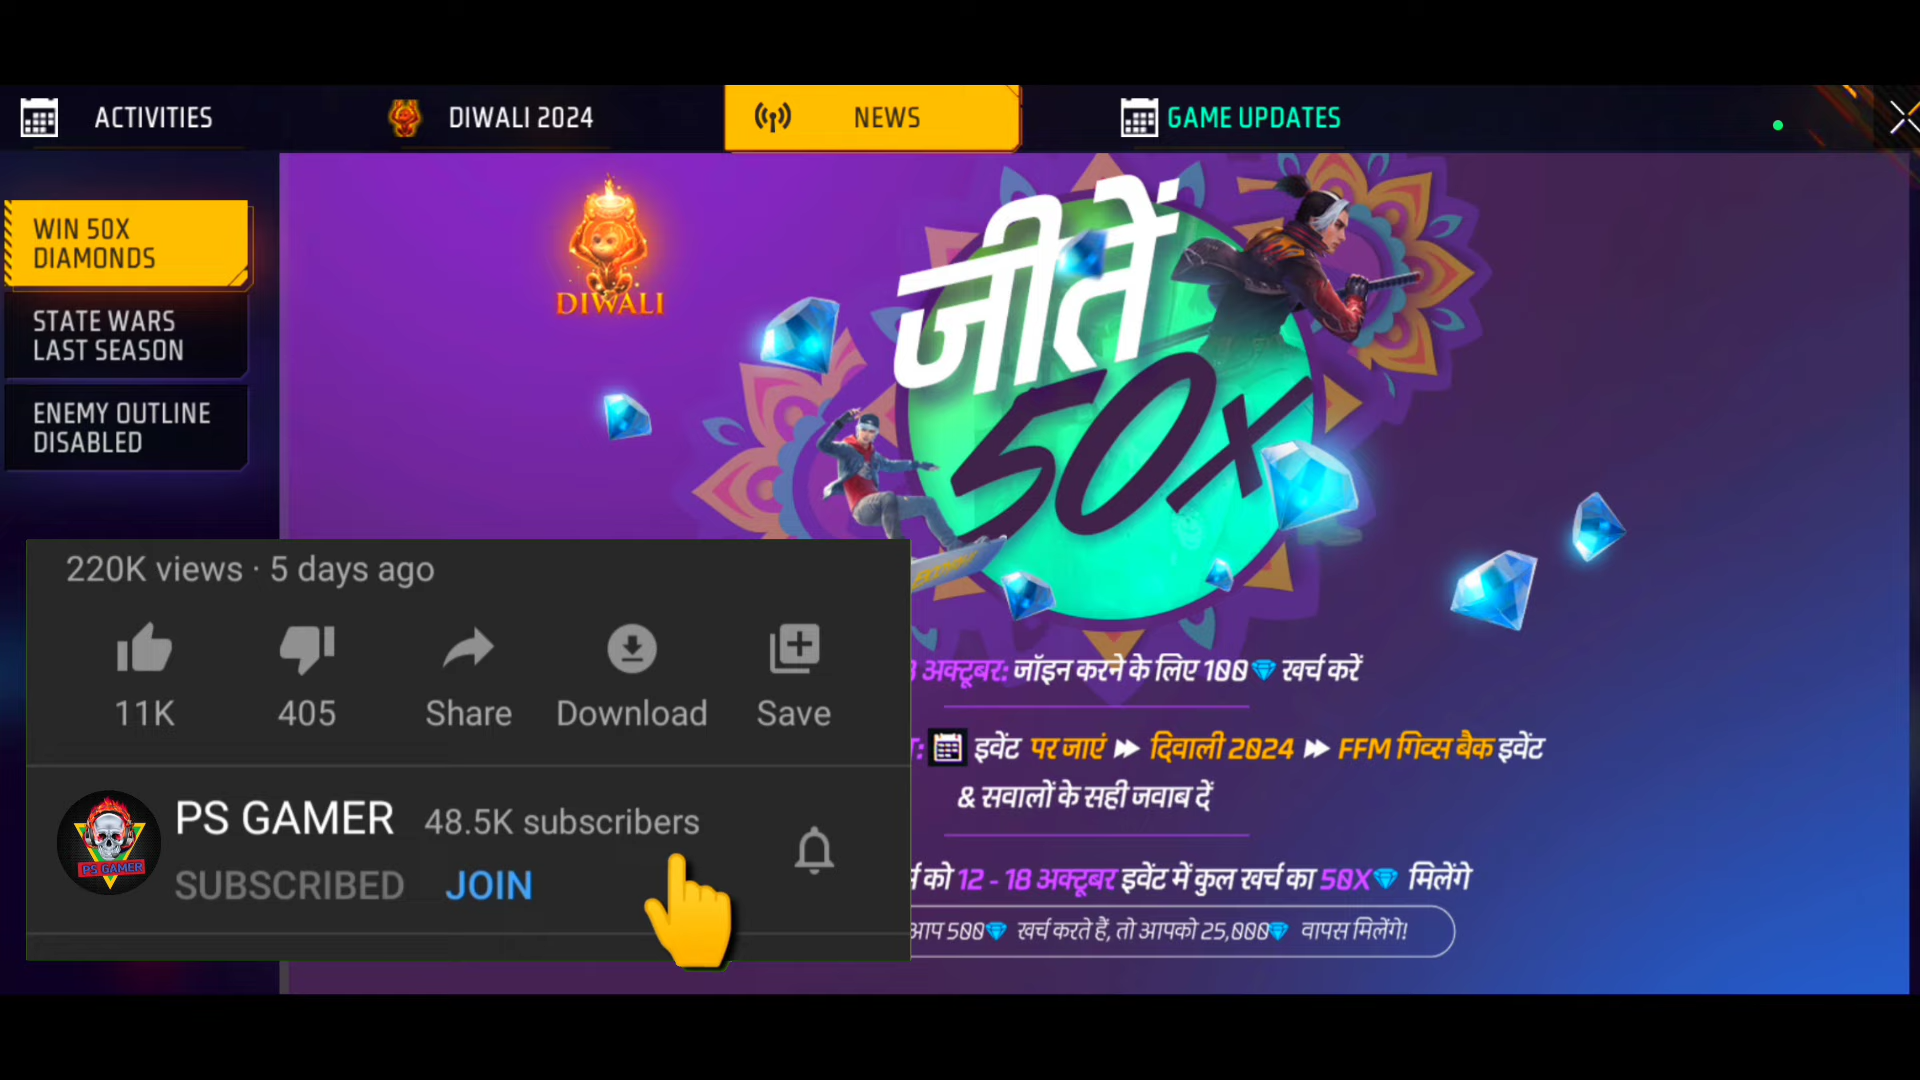 ACTIVITIES
DIWALI 2024
NEWS
GAME UPDATES
WIN 50X
DIAMONDS
STATE WARS
LAST SEASON
ENEMY OUTLINE
DISABLED
DIWALI
जीतें
50x
220K views · 5 days ago
11K
405
Share
Download
Save
PS GAMER 48.5K subscribers
SUBSCRIBED JOIN
PS GAMER
अक्टूबर: जॉइन करने के लिए 100 खर्च करें
इवेंट पर जाएं दिवाली 2024 FFM गिव्स बैक इवेंट
& सवालों के सही जवाब दें
को 12 - 18 अक्टूबर इवेंट में कुल खर्च का 50X मिलेंगे
आप 500 खर्च करते हैं, तो आपको 25,000 वापस मिलेंगे!